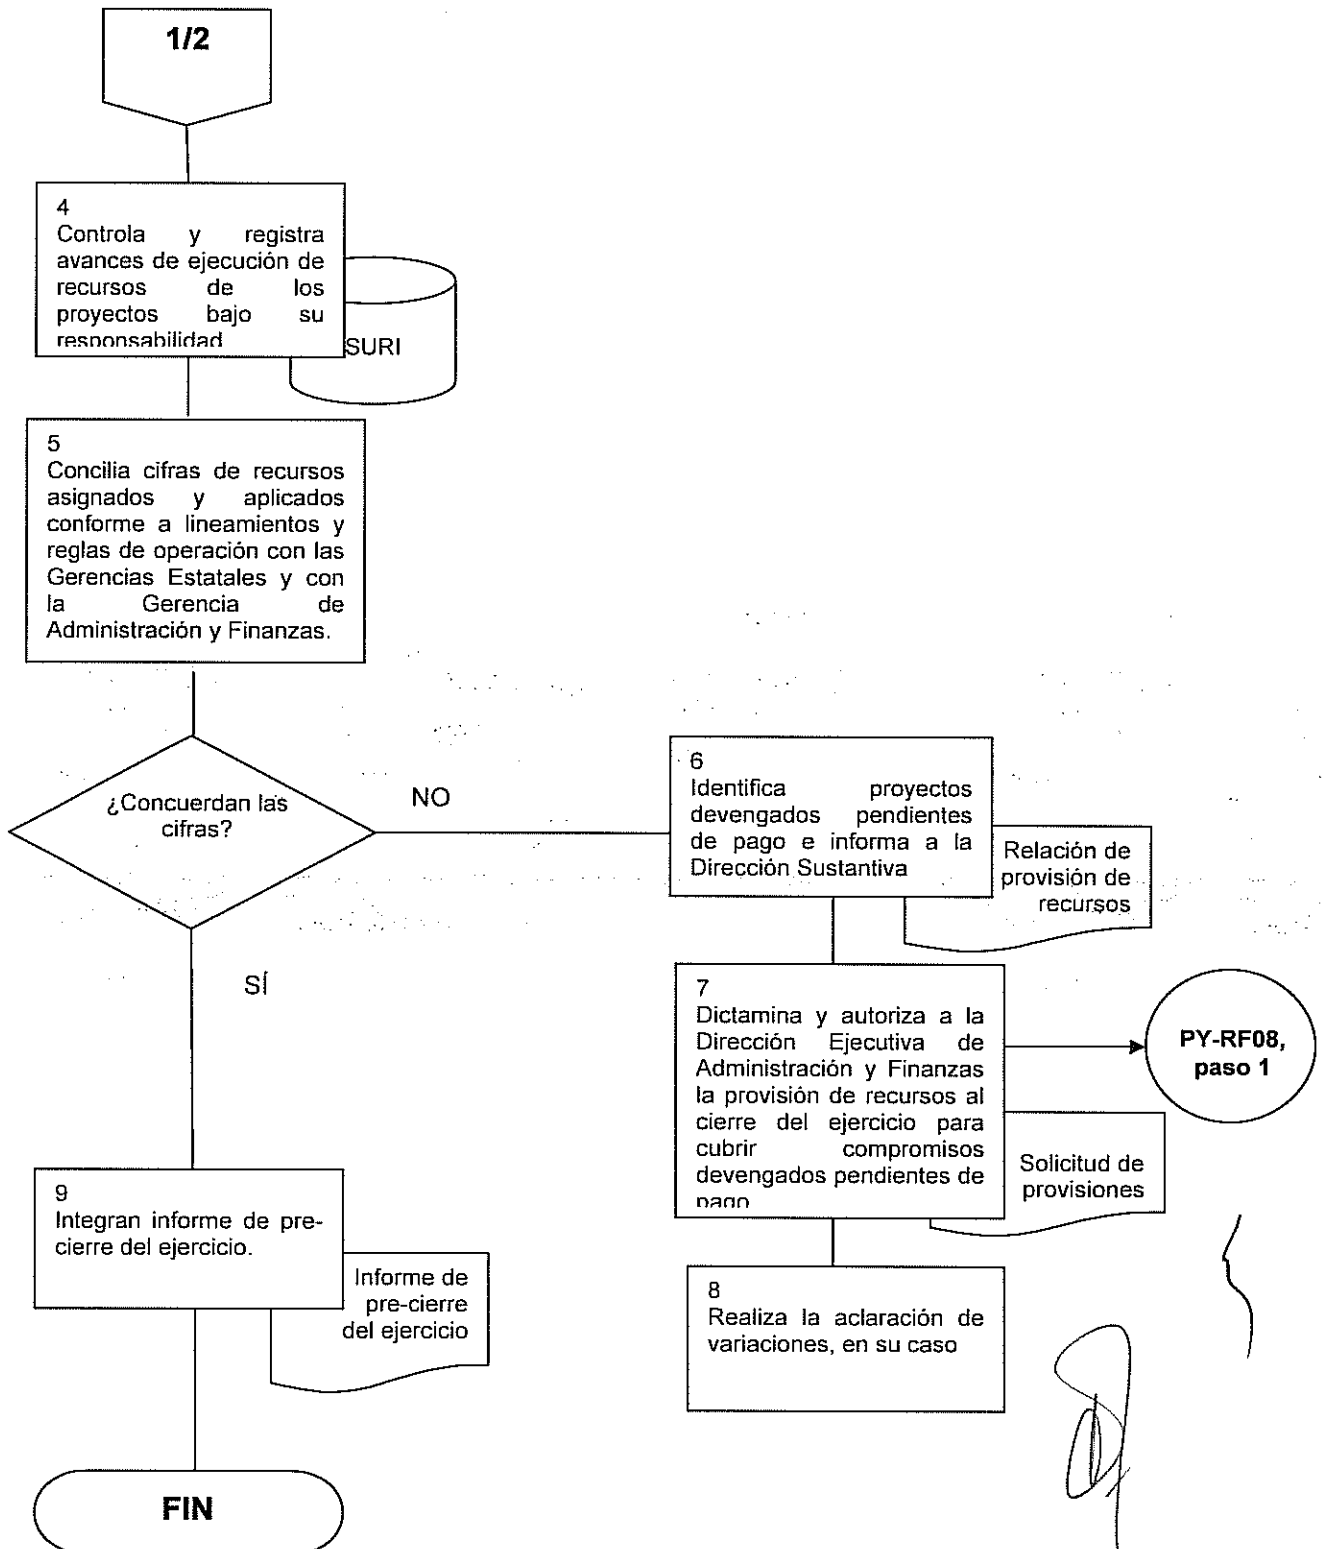 1/2
4
Controla y registra
avances de ejecución de
recursos de los
proyectos bajo su
responsabilidad
SURI
5
Concilia cifras de recursos
asignados y aplicados
conforme a lineamientos y
reglas de operación con las
Gerencias Estatales y con
la Gerencia de
Administración y Finanzas.
¿Concuerdan las
cifras?
NO
SÍ
6
Identifica proyectos
devengados pendientes
de pago e informa a la
Dirección Sustantiva
Relación de
provisión de
recursos
7
Dictamina y autoriza a la
Dirección Ejecutiva de
Administración y Finanzas
la provisión de recursos al
cierre del ejercicio para
cubrir compromisos
devengados pendientes de
pago
PY-RF08,
paso 1
Solicitud de
provisiones
8
Realiza la aclaración de
variaciones, en su caso
9
Integran informe de pre-
cierre del ejercicio.
Informe de
pre-cierre
del ejercicio
FIN